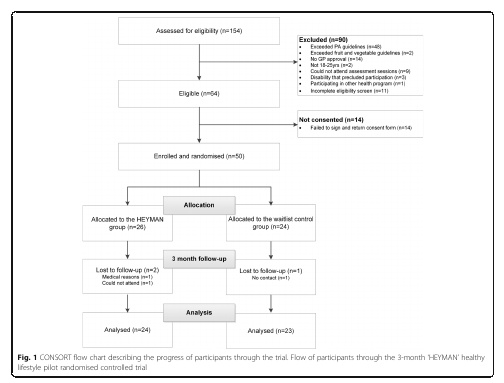 Assessed for eligibility (n=154)
Excluded (n=90)
• Exceeded PA guidelines (n=48)
• Exceeded fruit and vegetable guidelines (n=2)
• No GP approval (n=14)
• Not 18-25yrs (n=2)
• Could not attend assessment sessions (n=9)
• Disability that precluded participation (n=3)
• Participating in other health program (n=1)
• Incomplete eligibility screen (n=11)
Eligible (n=64)
Not consented (n=14)
• Failed to sign and return consent form (n=14)
Enrolled and randomised (n=50)
Allocation
Allocated to the HEYMAN
group (n=26)
Allocated to the waitlist control
group (n=24)
3 month follow-up
Lost to follow-up (n=2)
Medical reasons (n=1)
Could not attend (n=1)
Lost to follow-up (n=1)
No contact (n=1)
Analysis
Analysed (n=24)
Analysed (n=23)
Fig. 1 CONSORT flow chart describing the progress of participants through the trial. Flow of participants through the 3-month 'HEYMAN' healthy
lifestyle pilot randomised controlled trial